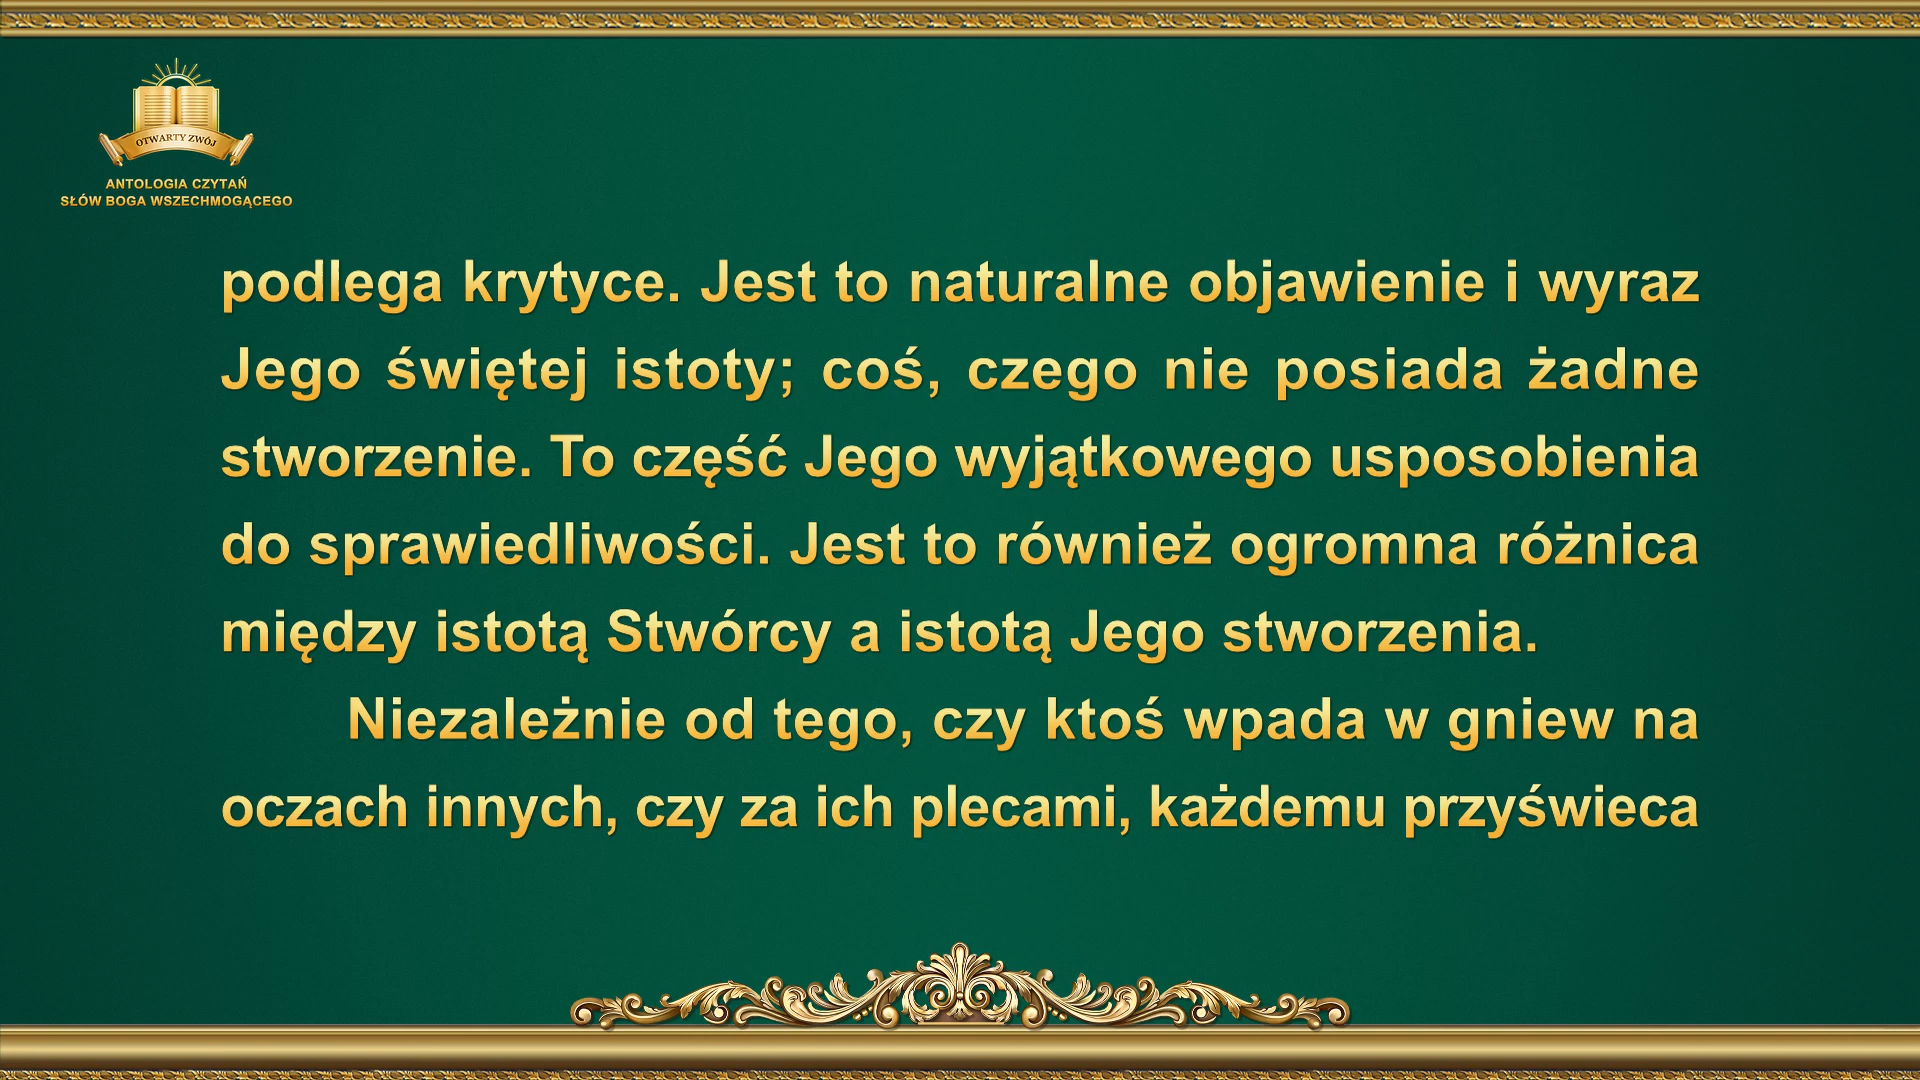 OTWARTY ZWÓJ
ANTOLOGIA CZYTAŃ
SŁÓW BOGA WSZECHMOGĄCEGO
podlega krytyce. Jest to naturalne objawienie i wyraz
Jego świętej istoty; coś, czego nie posiada żadne
stworzenie. To część Jego wyjątkowego usposobienia
do sprawiedliwości. Jest to również ogromna różnica
między istotą Stwórcy a istotą Jego stworzenia.
Niezależnie od tego, czy ktoś wpada w gniew na
oczach innych, czy za ich plecami, każdemu przyświeca